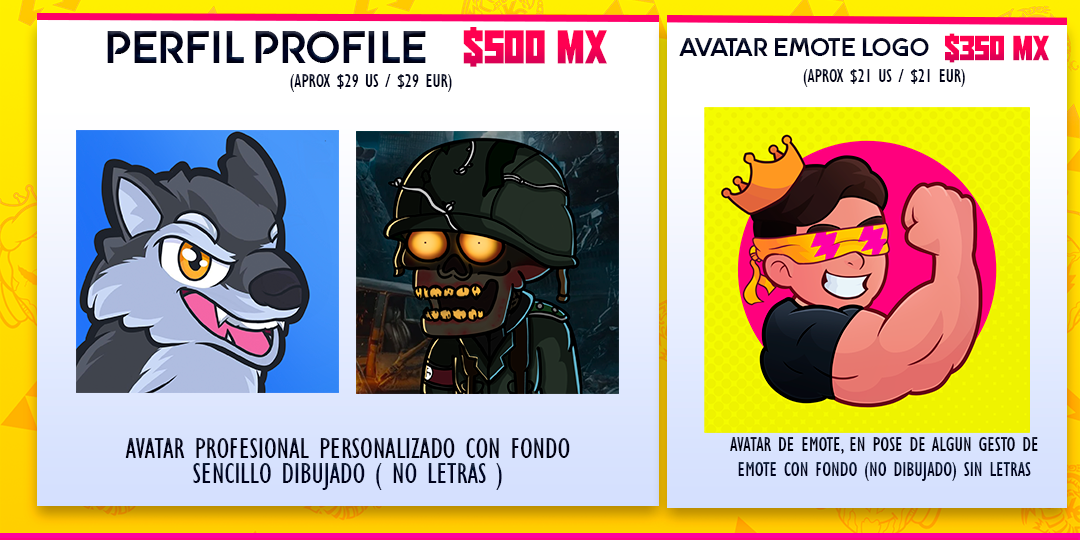 PERFIL PROFILE $500 MX
(APROX $29 US / $29 EUR)
AVATAR PROFESIONAL PERSONALIZADO CON FONDO
SENCILLO DIBUJADO ( NO LETRAS )
AVATAR EMOTE LOGO $350 MX
(APROX $21 US / $21 EUR)
AVATAR DE EMOTE, EN POSE DE ALGUN GESTO DE
EMOTE CON FONDO (NO DIBUJADO) SIN LETRAS